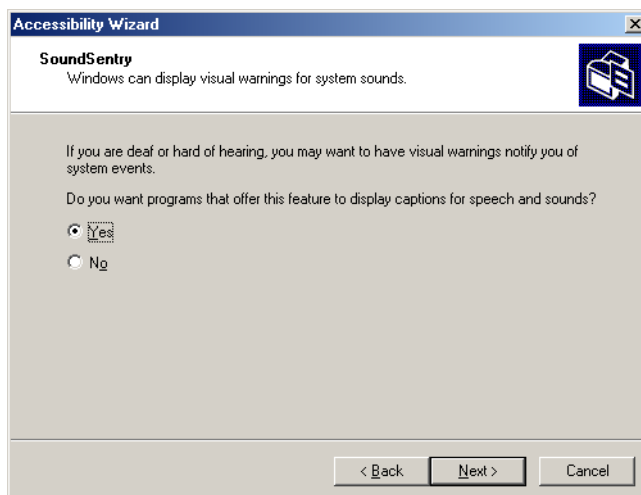 Accessibility Wizard
SoundSentry
Windows can display visual warnings for system sounds.
If you are deaf or hard of hearing, you may want to have visual warnings notify you of
system events.
Do you want programs that offer this feature to display captions for speech and sounds?
Yes
No
< Back
Next >
Cancel